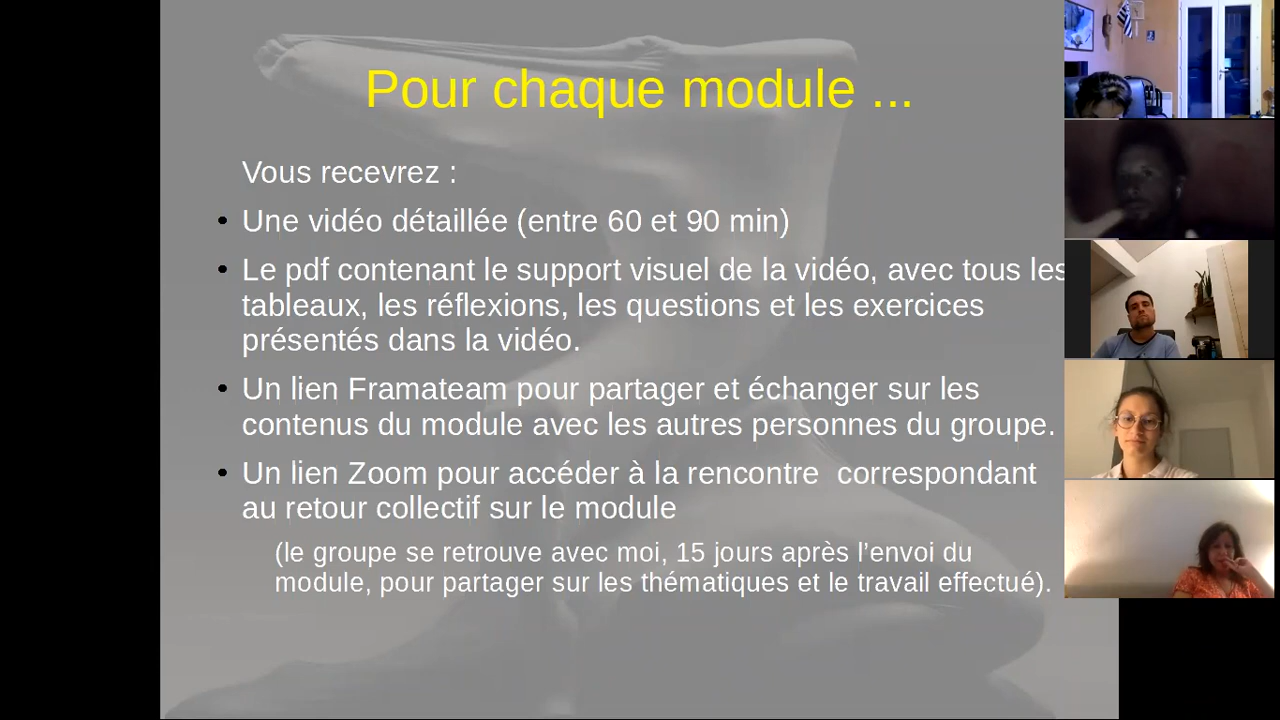 Pour chaque module ...
Vous recevrez :
• Une vidéo détaillée (entre 60 et 90 min)
• Le pdf contenant le support visuel de la vidéo, avec tous les
tableaux, les réflexions, les questions et les exercices
présentés dans la vidéo.
• Un lien Framateam pour partager et échanger sur les
contenus du module avec les autres personnes du groupe.
• Un lien Zoom pour accéder à la rencontre  correspondant
au retour collectif sur le module
(le groupe se retrouve avec moi, 15 jours après l’envoi du
module, pour partager sur les thématiques et le travail effectué).